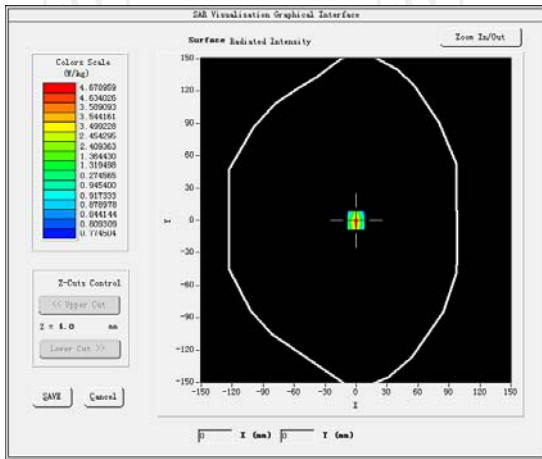 SAR Visualisation Graphical Interface
Surface Radiated Intensity
Zoom In/Out
Colors Scale
(W/kg)
4.670959
4.634026
3.589093
3.544161
3.499228
2.454295
2.409363
1.364430
1.319498
0.274565
0.945400
0.917333
0.878978
0.844144
0.809309
0.774504
150
120
90
60
30
0
-30
-60
-90
-120
-150
Y
-150 -120 -90 -60 -30 0 30 60 90 120 150
X
Z-Cuts Control
<< Upper Cut
Z = 4.0 mm
Lower Cut >>
SAVE Cancel
0 X (mm) 0 Y (mm)